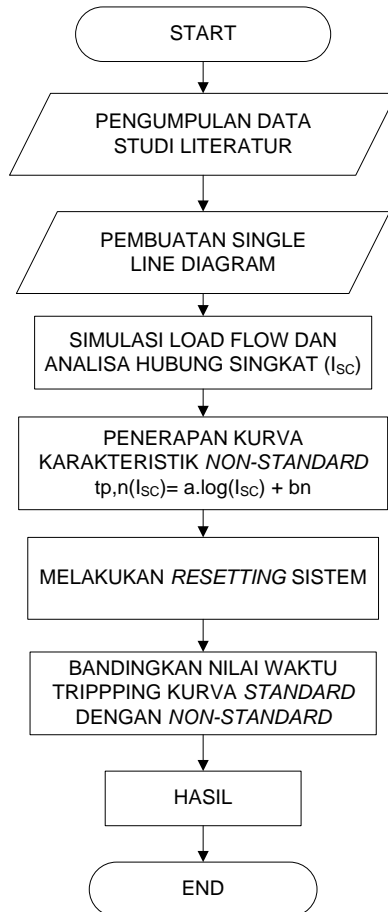 START
PENGUMPULAN DATA
STUDI LITERATUR
PEMBUATAN SINGLE
LINE DIAGRAM
SIMULASI LOAD FLOW DAN
ANALISA HUBUNG SINGKAT (ISC)
PENERAPAN KURVA
KARAKTERISTIK NON-STANDARD
tp,n(ISC)= a.log(ISC) + bn
MELAKUKAN RESETTING SISTEM
BANDINGKAN NILAI WAKTU
TRIPPPING KURVA STANDARD
DENGAN NON-STANDARD
HASIL
END